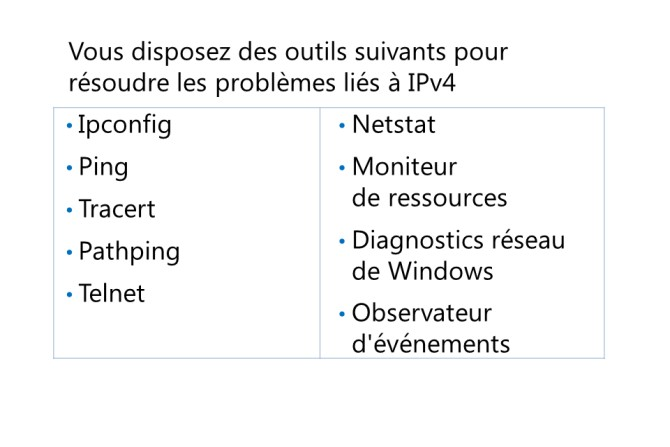 Vous disposez des outils suivants pour
résoudre les problèmes liés à IPv4
• Ipconfig
• Ping
• Tracert
• Pathping
• Telnet
• Netstat
• Moniteur
de ressources
• Diagnostics réseau
de Windows
• Observateur
d'événements